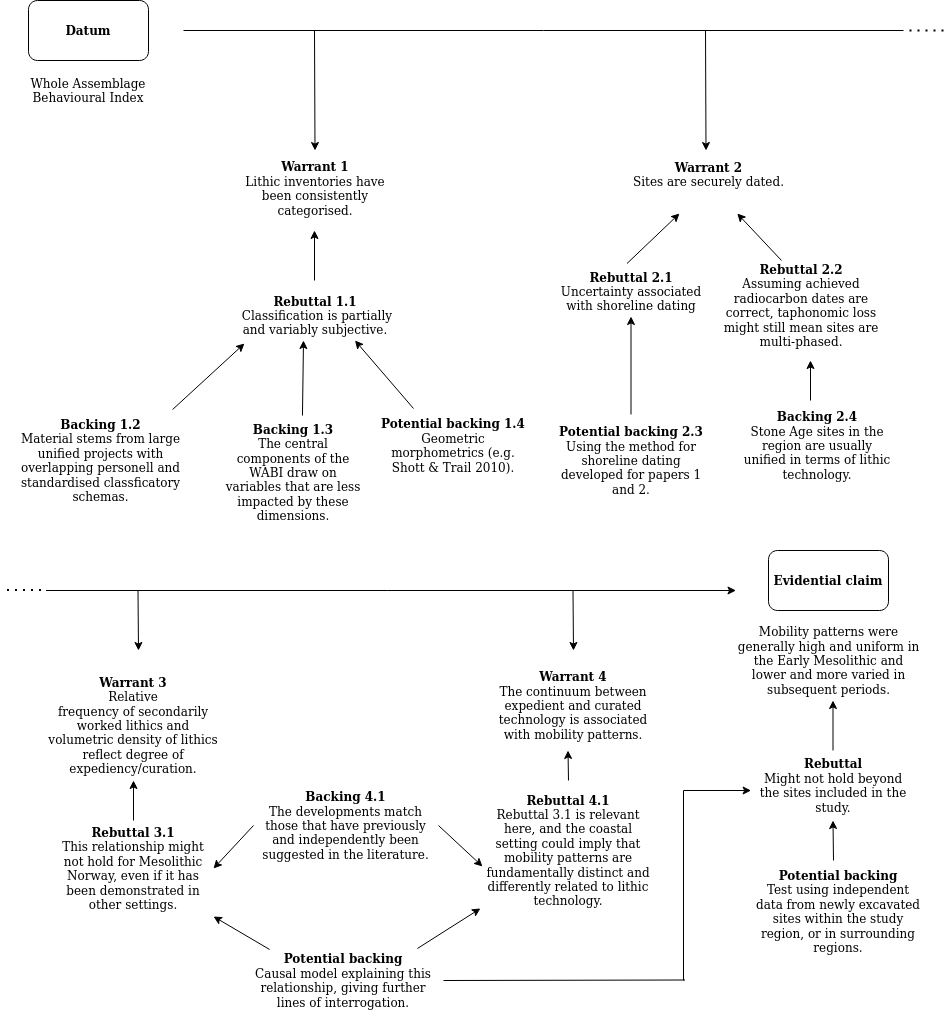 Datum
Whole Assemblage
Behavioural Index
Warrant 1
Lithic inventories have
been consistently
categorised.
Warrant 2
Sites are securely dated.
Rebuttal 1.1
Classification is partially
and variably subjective.
Rebuttal 2.1
Uncertainty associated
with shoreline dating
Rebuttal 2.2
Assuming achieved
radiocarbon dates are
correct, taphonomic loss
might still mean sites are
multi-phased.
Backing 1.2
Material stems from large
unified projects with
overlapping personell and
standardised classficatory
schemas.
Backing 1.3
The central
components of the
WABI draw on
variables that are less
impacted by these
dimensions.
Potential backing 1.4
Geometric
morphometrics (e.g.
Shott & Trail 2010).
Potential backing 2.3
Using the method for
shoreline dating
developed for papers 1
and 2.
Backing 2.4
Stone Age sites in the
region are usually
unified in terms of lithic
technology.
Evidential claim
Mobility patterns were
generally high and uniform in
the Early Mesolithic and
lower and more varied in
subsequent periods.
Warrant 3
Relative
frequency of secondarily
worked lithics and
volumetric density of lithics
reflect degree of
expediency/curation.
Warrant 4
The continuum between
expedient and curated
technology is associated
with mobility patterns.
Rebuttal
Might not hold beyond
the sites included in the
study.
Rebuttal 3.1
This relationship might
not hold for Mesolithic
Norway, even if it has
been demonstrated in
other settings.
Backing 4.1
The developments match
those that have previously
and independently been
suggested in the literature.
Rebuttal 4.1
Rebuttal 3.1 is relevant
here, and the coastal
setting could imply that
mobility patterns are
fundamentally distinct and
differently related to lithic
technology.
Potential backing
Test using independent
data from newly excavated
sites within the study
region, or in surrounding
regions.
Potential backing
Causal model explaining this
relationship, giving further
lines of interrogation.